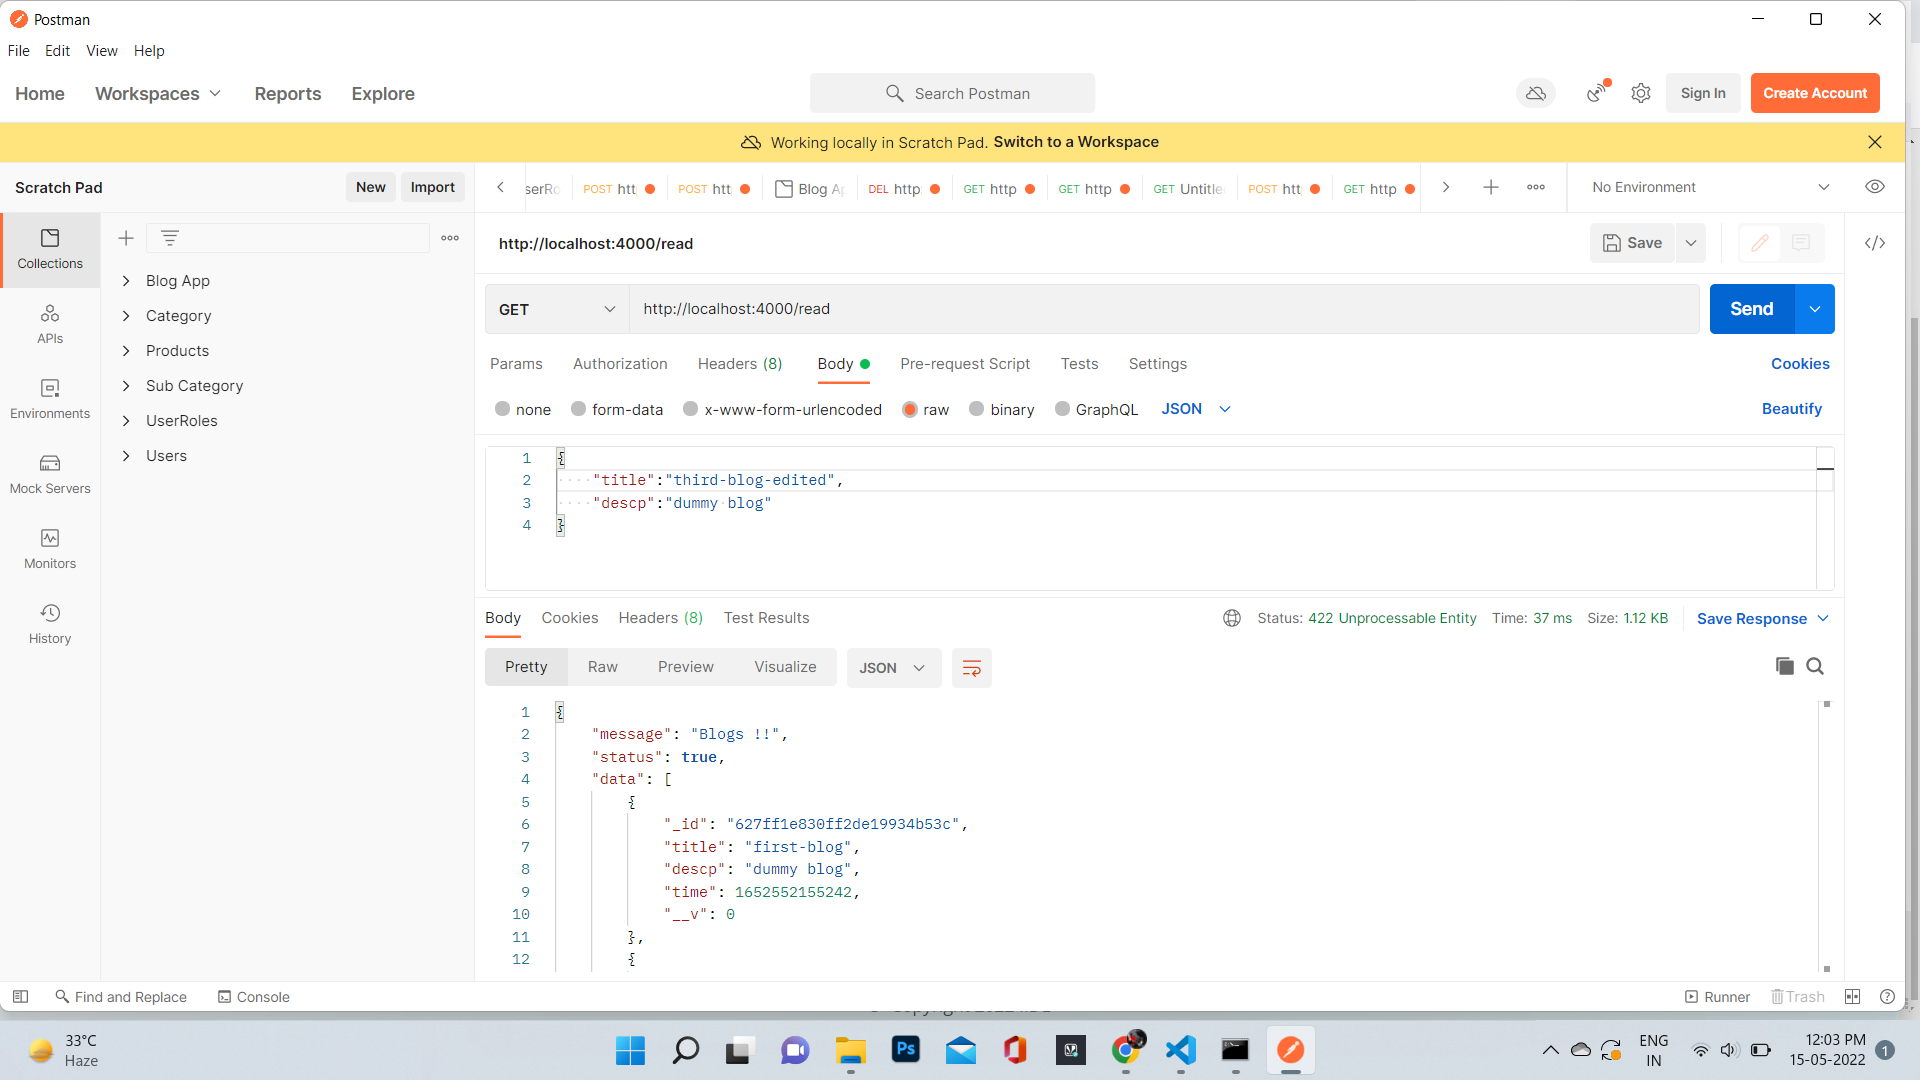 Postman
File Edit View Help
Home Workspaces Reports Explore Search Postman Sign In Create Account
Working locally in Scratch Pad. Switch to a Workspace
Scratch Pad New Import
serRo POST htt POST htt Blog Ap DEL http GET http GET http GET Untitle POST htt GET http No Environment
Collections
APIs
Environments
Mock Servers
Monitors
History
Blog App
Category
Products
Sub Category
UserRoles
Users
http://localhost:4000/read Save
GET http://localhost:4000/read Send
Params Authorization Headers (8) Body Pre-request Script Tests Settings Cookies
none form-data x-www-form-urlencoded raw binary GraphQL JSON Beautify
1 {
2 "title":"third-blog-edited",
3 "descp":"dummy blog"
4 }
Body Cookies Headers (8) Test Results Status: 422 Unprocessable Entity Time: 37 ms Size: 1.12 KB Save Response
Pretty Raw Preview Visualize JSON
1 {
2 "message": "Blogs !!",
3 "status": true,
4 "data": [
5 {
6 "_id": "627ff1e830ff2de19934b53c",
7 "title": "first-blog",
8 "descp": "dummy blog",
9 "time": 1652552155242,
10 "__v": 0
11 },
12 {
Find and Replace Console Runner Trash
33°C
Haze
Ps
ENG
IN
12:03 PM
15-05-2022
1